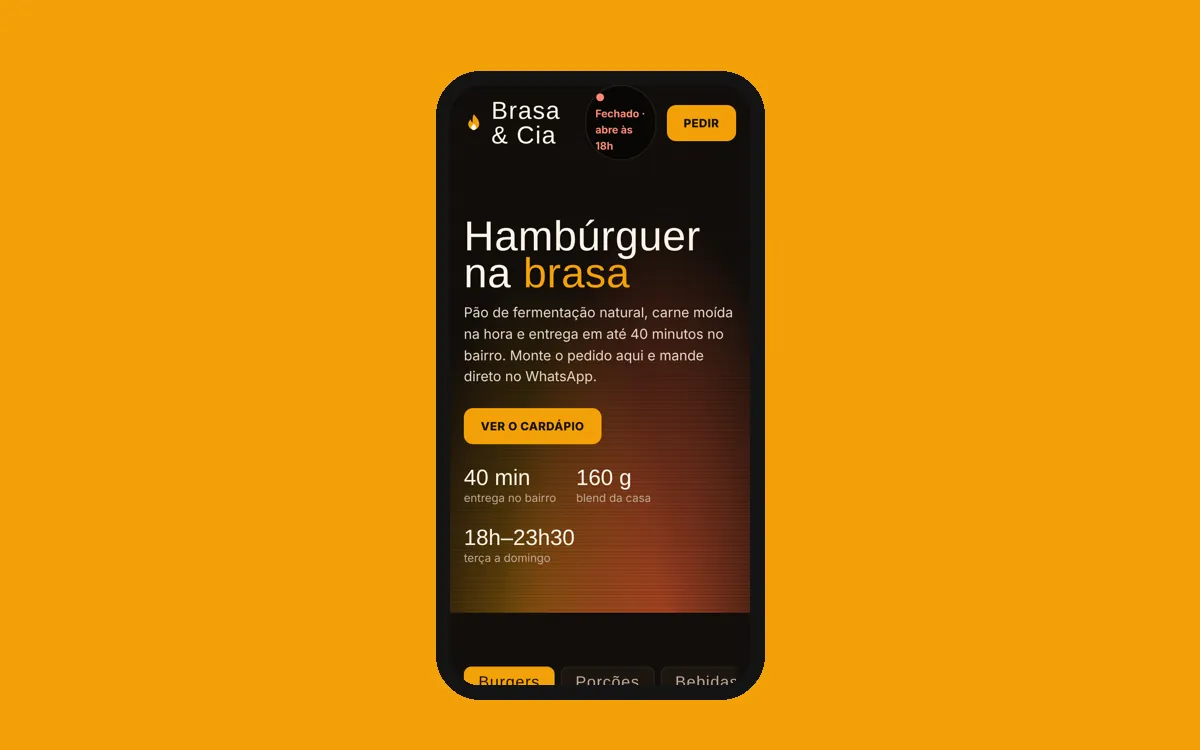 Brasa
& Cia
Fechado ·
abre às
18h
PEDIR
Hambúrguer
na brasa
Pão de fermentação natural, carne moída
na hora e entrega em até 40 minutos no
bairro. Monte o pedido aqui e mande
direto no WhatsApp.
VER O CARDÁPIO
40 min
entrega no bairro
160 g
blend da casa
18h–23h30
terça a domingo
Burgers
Porções
Bebidas